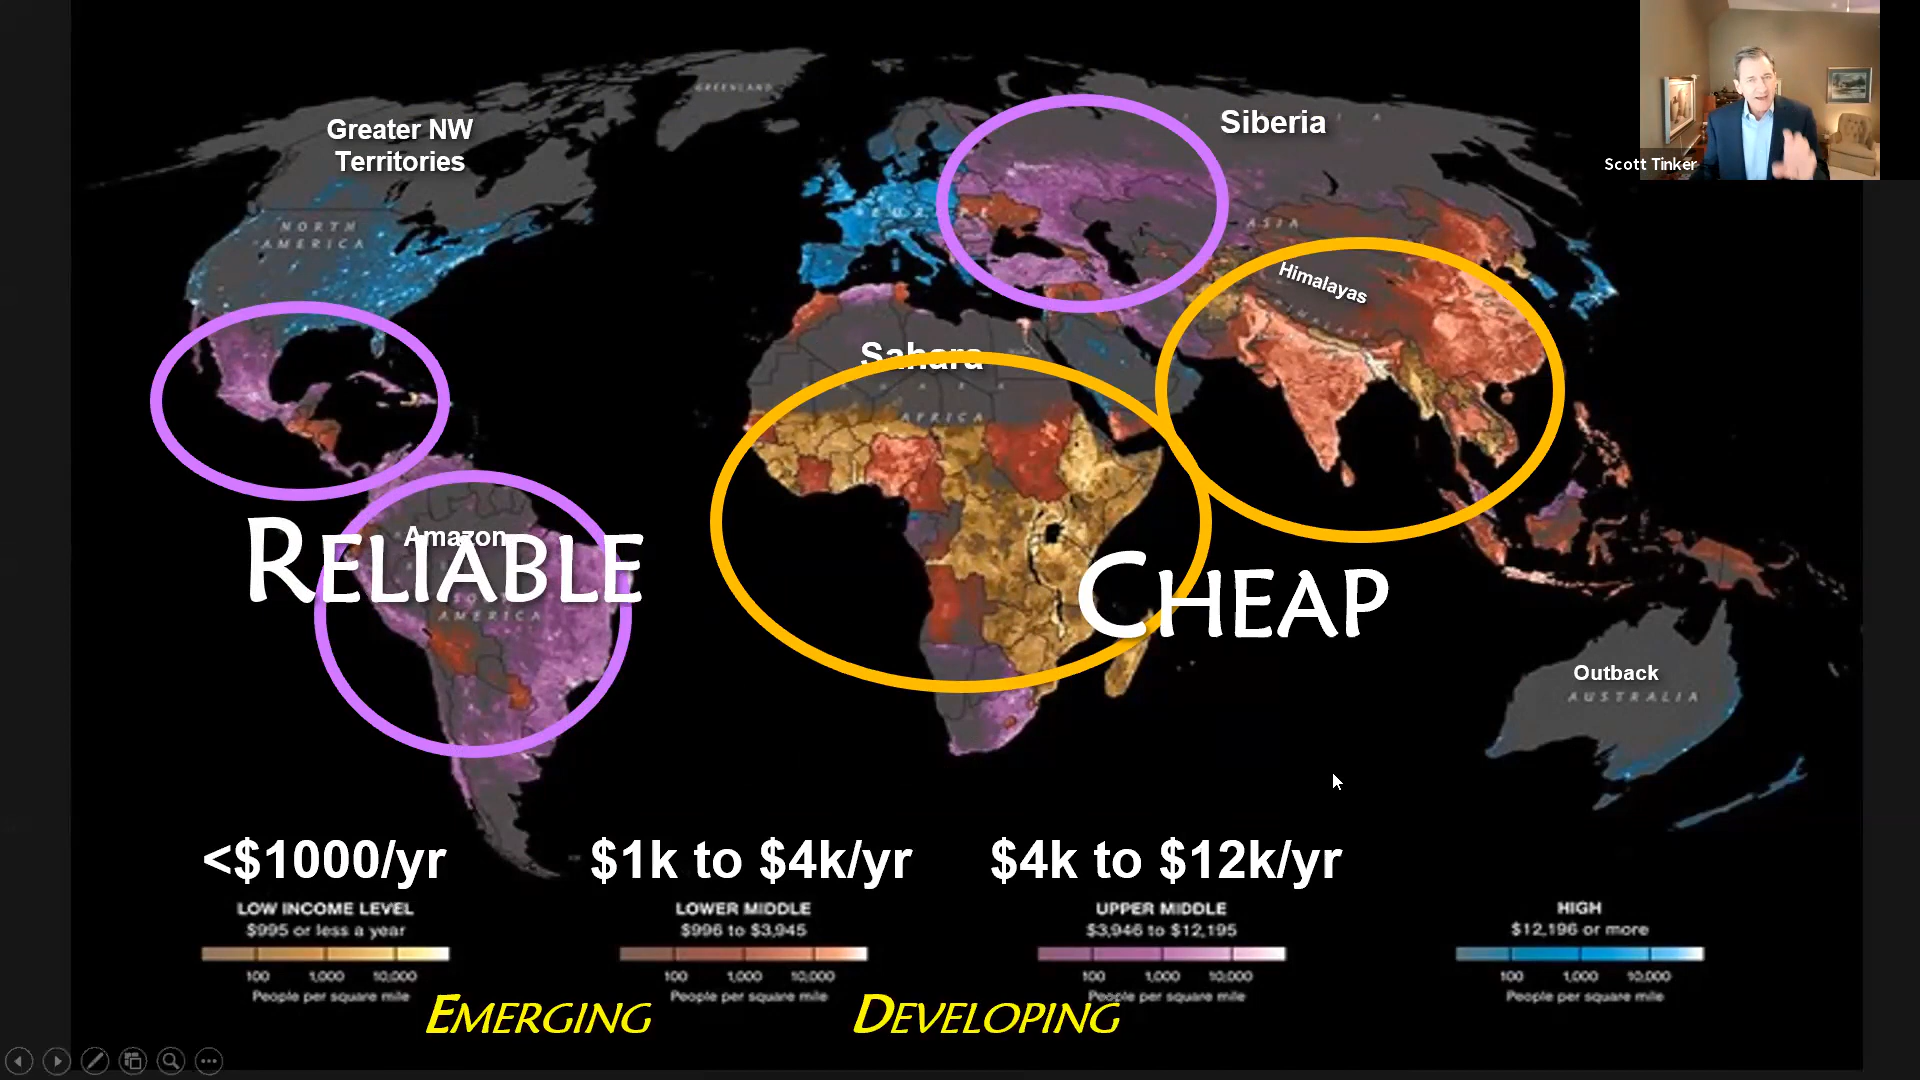 GREENLAND
Siberia
Greater NW
Territories
Scott Tinker
NORTH
AMERICA
EUROPE
ASIA
Himalayas
Sahara
SAHARA
AFRICA
Amazon
RELIABLE
SOUTH
AMERICA
CHEAP
Outback
AUSTRALIA
<$1000/yr
$1k to $4k/yr
$4k to $12k/yr
LOW INCOME LEVEL
$995 or less a year
100 1,000 10,000
People per square mile
LOWER MIDDLE
$996 to $3,945
100 1,000 10,000
People per square mile
UPPER MIDDLE
$3,946 to $12,195
100 1,000 10,000
People per square mile
HIGH
$12,196 or more
100 1,000 10,000
People per square mile
EMERGING
DEVELOPING